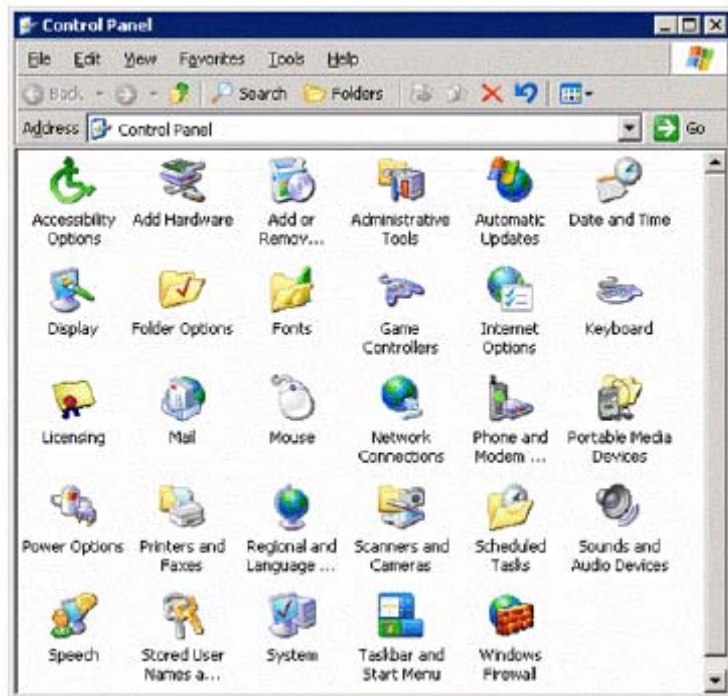 Control Panel
File Edit View Favorites Tools Help
Back Search Folders
Address Control Panel Go
Accessibility Options
Add Hardware
Add or Remov...
Administrative Tools
Automatic Updates
Date and Time
Display
Folder Options
Fonts
Game Controllers
Internet Options
Keyboard
Licensing
Mail
Mouse
Network Connections
Phone and Modem ...
Portable Media Devices
Power Options
Printers and Faxes
Regional and Language ...
Scanners and Cameras
Scheduled Tasks
Sounds and Audio Devices
Speech
Stored User Names a...
System
Taskbar and Start Menu
Windows Firewall